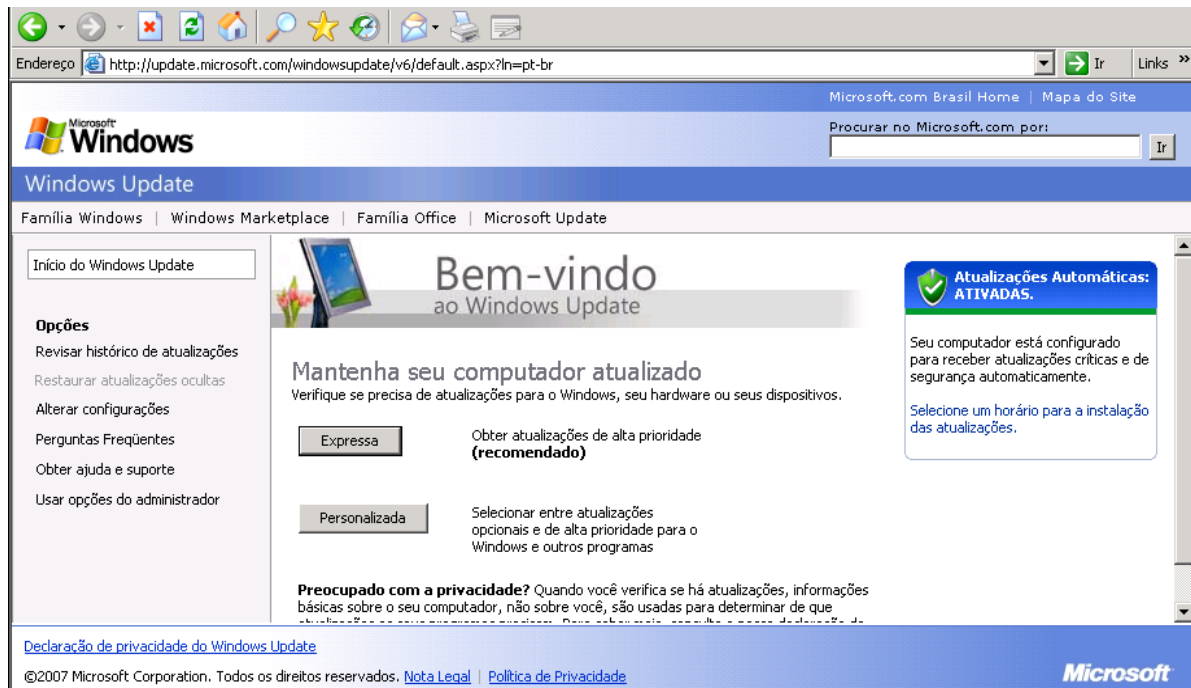 Endereço http://update.microsoft.com/windowsupdate/v6/default.aspx?ln=pt-br Ir Links »
Microsoft.com Brasil Home | Mapa do Site
Microsoft
Windows
Procurar no Microsoft.com por:
Ir
Windows Update
Família Windows | Windows Marketplace | Família Office | Microsoft Update
Início do Windows Update
Opções
Revisar histórico de atualizações
Restaurar atualizações ocultas
Alterar configurações
Perguntas Freqüentes
Obter ajuda e suporte
Usar opções do administrador
Bem-vindo
ao Windows Update
Mantenha seu computador atualizado
Verifique se precisa de atualizações para o Windows, seu hardware ou seus dispositivos.
Expressa
Obter atualizações de alta prioridade
(recomendado)
Personalizada
Selecionar entre atualizações
opcionais e de alta prioridade para o
Windows e outros programas
Preocupado com a privacidade? Quando você verifica se há atualizações, informações
básicas sobre o seu computador, não sobre você, são usadas para determinar de que
Atualizações Automáticas:
ATIVADAS.
Seu computador está configurado
para receber atualizações críticas e de
segurança automaticamente.
Selecione um horário para a instalação
das atualizações.
Declaração de privacidade do Windows Update
©2007 Microsoft Corporation. Todos os direitos reservados. Nota Legal | Política de Privacidade
Microsoft